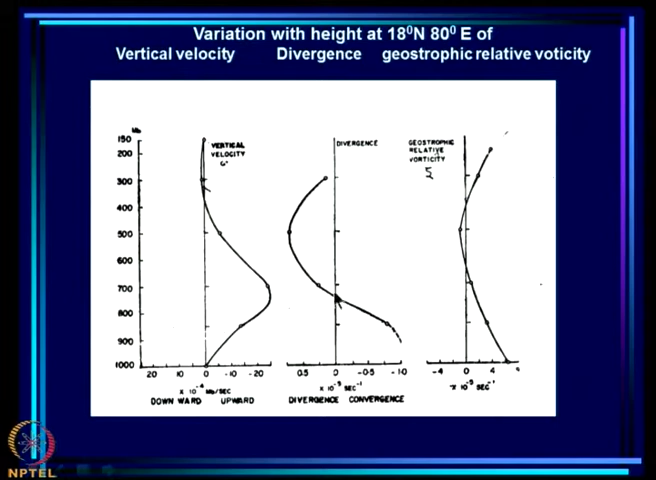 Variation with height at 18⁰N 80⁰ E of
Vertical velocity Divergence geostrophic relative voticity
Mb
150
200
300
400
500
600
700
800
900
1000
VERTICAL
VELOCITY
ω
20 10 0 -10 -20
X 10⁻⁴ Mb/SEC
DOWN WARD UPWARD
DIVERGENCE
0.5 0 -0.5 -1.0
X 10⁻⁵ SEC⁻¹
DIVERGENCE CONVERGENCE
GEOSTROPHIC
RELATIVE
VORTICITY
ξ
-4 0 4 8
X 10⁻⁵ SEC⁻¹
NPTEL